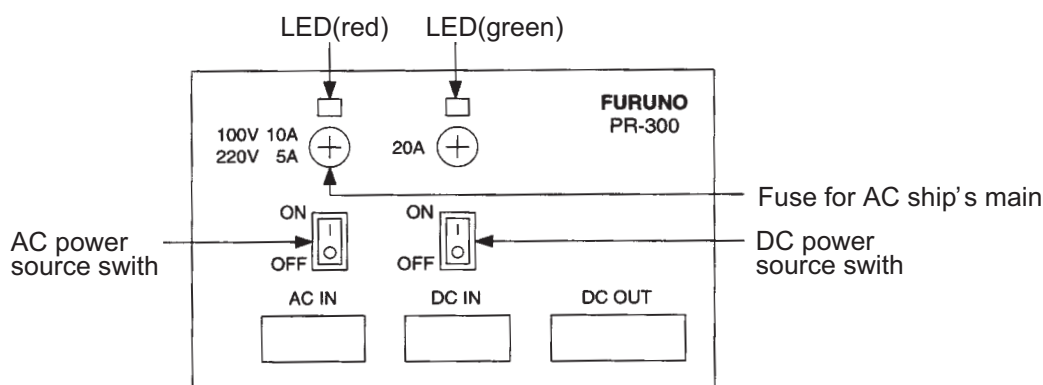 LED(red) LED(green)
FURUNO
PR-300
100V 10A
220V 5A
20A
Fuse for AC ship's main
ON
OFF
ON
OFF
AC power
source swith
DC power
source swith
AC IN
DC IN
DC OUT